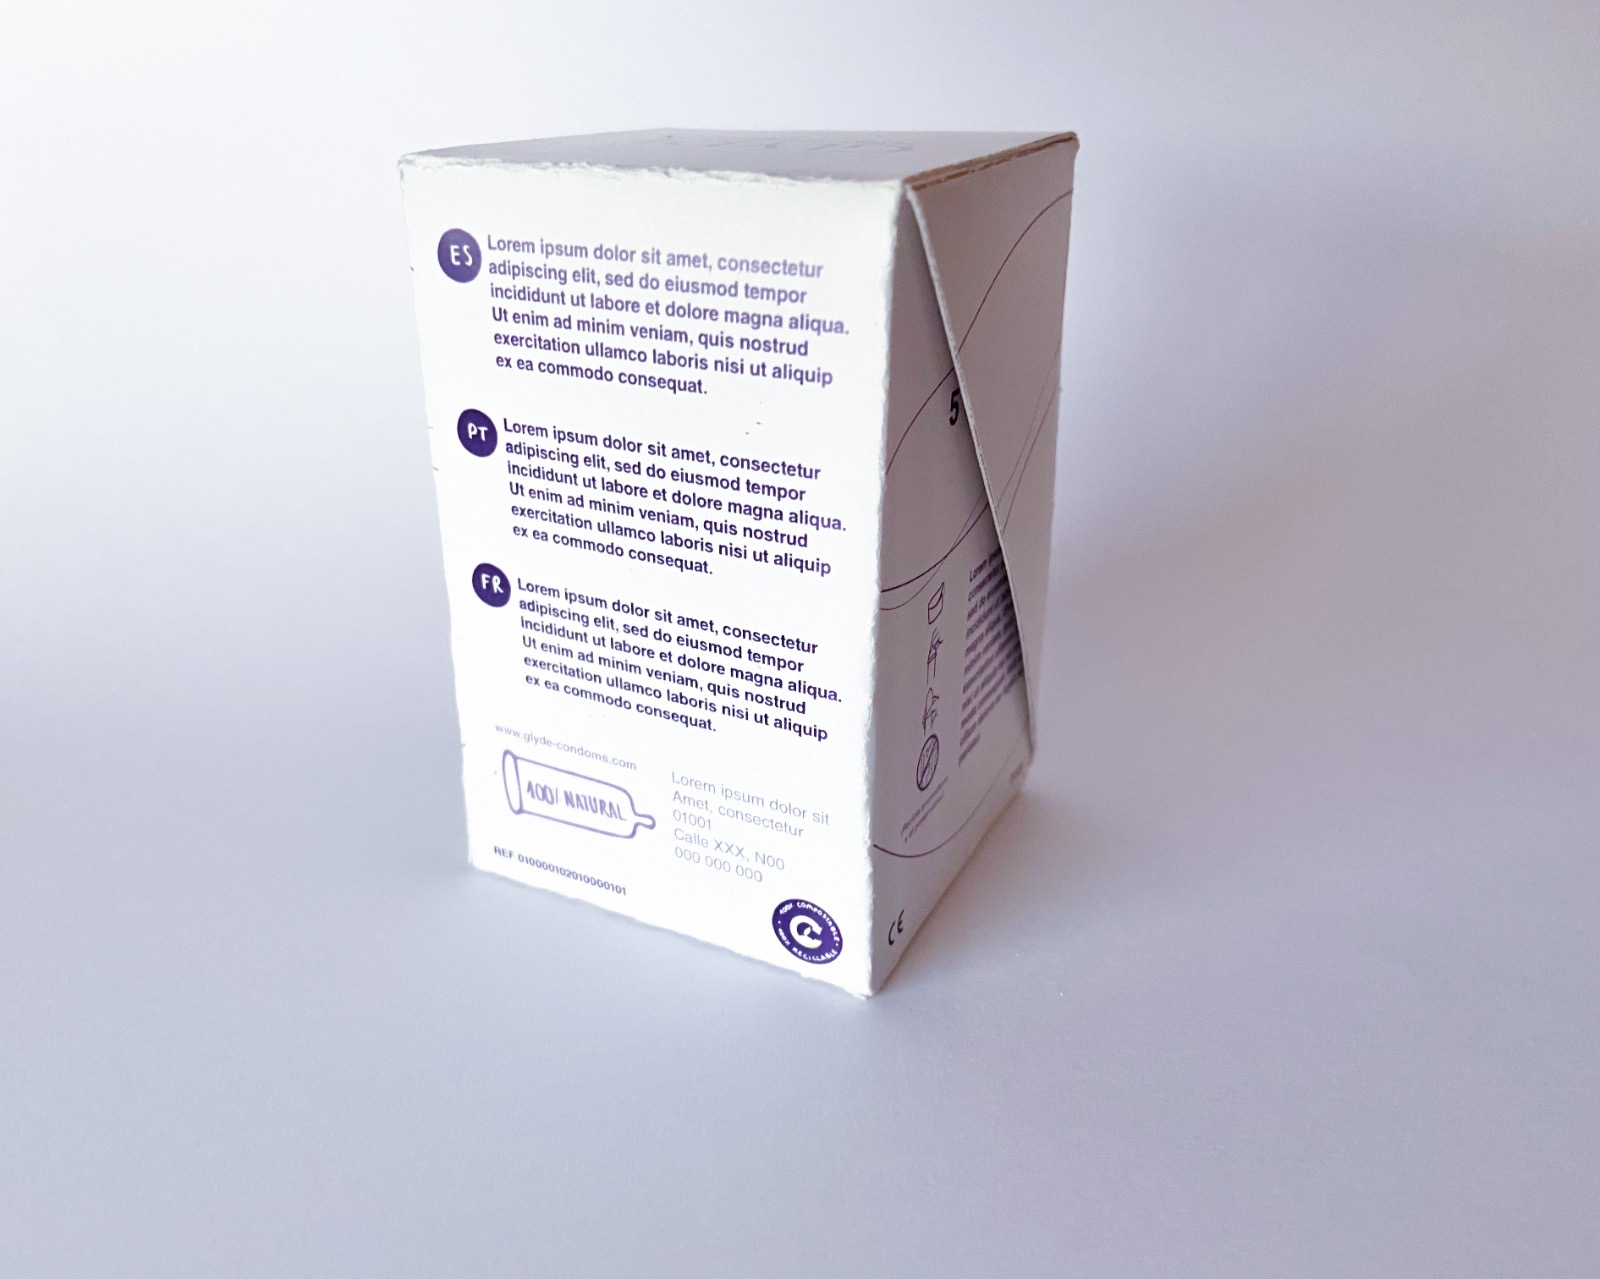 ES
Lorem ipsum dolor sit amet, consectetur
adipiscing elit, sed do eiusmod tempor
incididunt ut labore et dolore magna aliqua.
Ut enim ad minim veniam, quis nostrud
exercitation ullamco laboris nisi ut aliquip
ex ea commodo consequat.
PT
Lorem ipsum dolor sit amet, consectetur
adipiscing elit, sed do eiusmod tempor
incididunt ut labore et dolore magna aliqua.
Ut enim ad minim veniam, quis nostrud
exercitation ullamco laboris nisi ut aliquip
ex ea commodo consequat.
FR
Lorem ipsum dolor sit amet, consectetur
adipiscing elit, sed do eiusmod tempor
incididunt ut labore et dolore magna aliqua.
Ut enim ad minim veniam, quis nostrud
exercitation ullamco laboris nisi ut aliquip
ex ea commodo consequat.
www.glyde-condoms.com
100% NATURAL
REF 010000102010000101
Lorem ipsum dolor sit
Amet, consectetur
01001
Calle XXX, N00
000 000 000
100% COMPOSTABLE
100% RECICLABLE
5
Lorem
CE